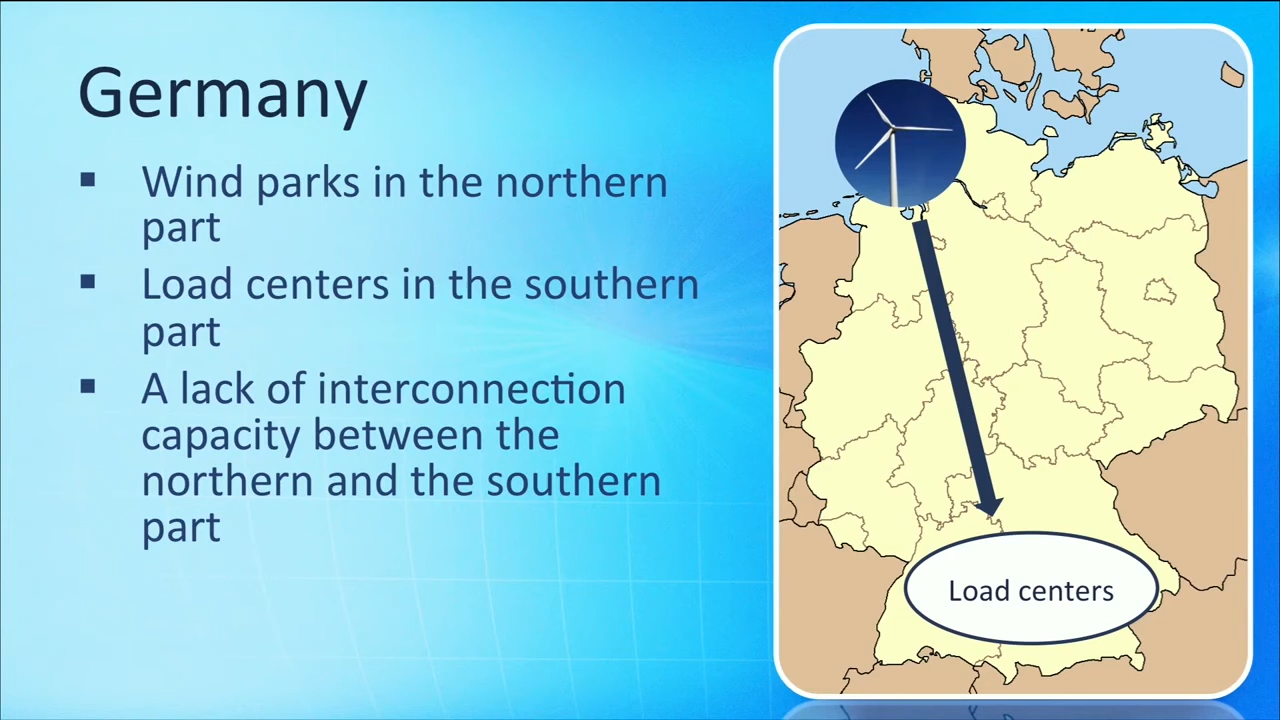 Germany
▪ Wind parks in the northern
part
▪ Load centers in the southern
part
▪ A lack of interconnection
capacity between the
northern and the southern
part
Load centers